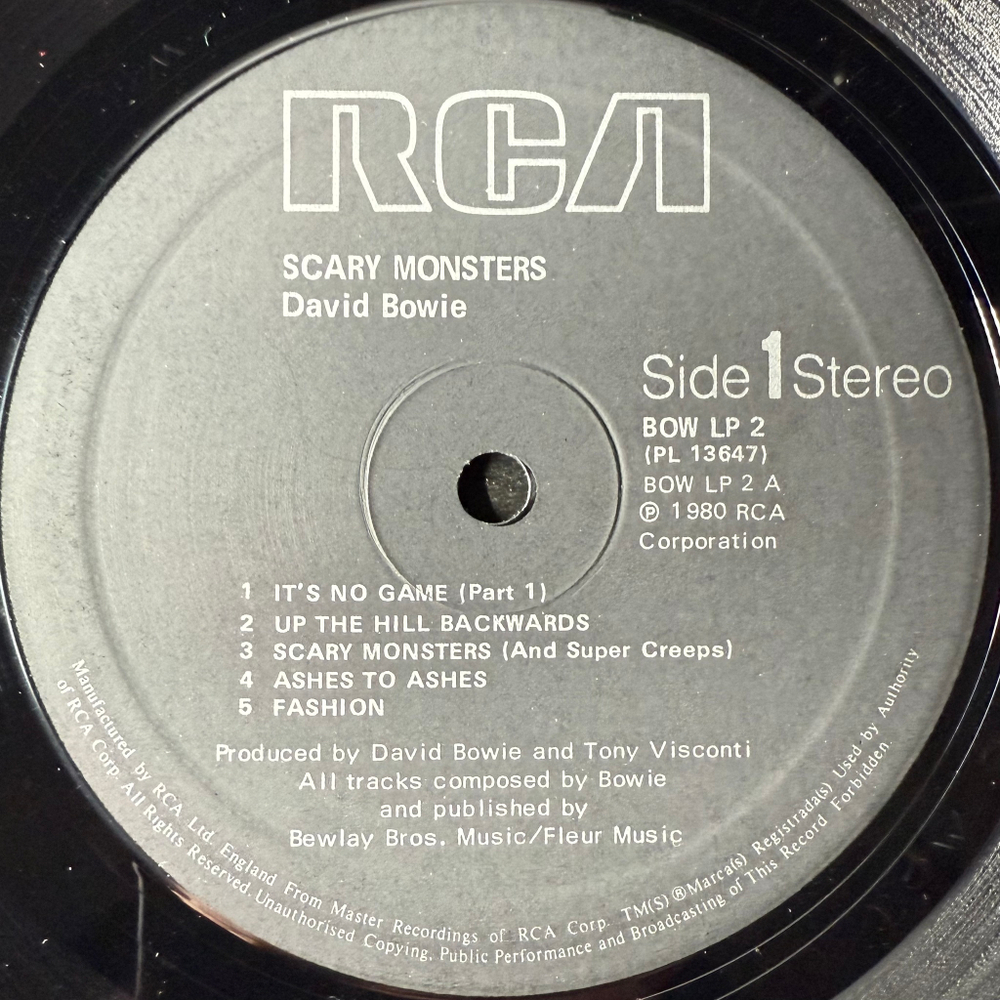 RCA
SCARY MONSTERS
David Bowie
Side 1 Stereo
BOW LP 2
(PL 13647)
BOW LP 2 A
℗ 1980 RCA
Corporation
1 IT'S NO GAME (Part 1)
2 UP THE HILL BACKWARDS
3 SCARY MONSTERS (And Super Creeps)
4 ASHES TO ASHES
5 FASHION
Produced by David Bowie and Tony Visconti
All tracks composed by Bowie
and published by
Bewlay Bros. Music/Fleur Music
Manufactured by RCA Ltd. England From Master Recordings of RCA Corp. TM(S) ® Marca(s) Registrada(s) Used by Authority
of RCA Corp. All Rights Reserved. Unauthorised Copying, Public Performance and Broadcasting of This Record Forbidden.